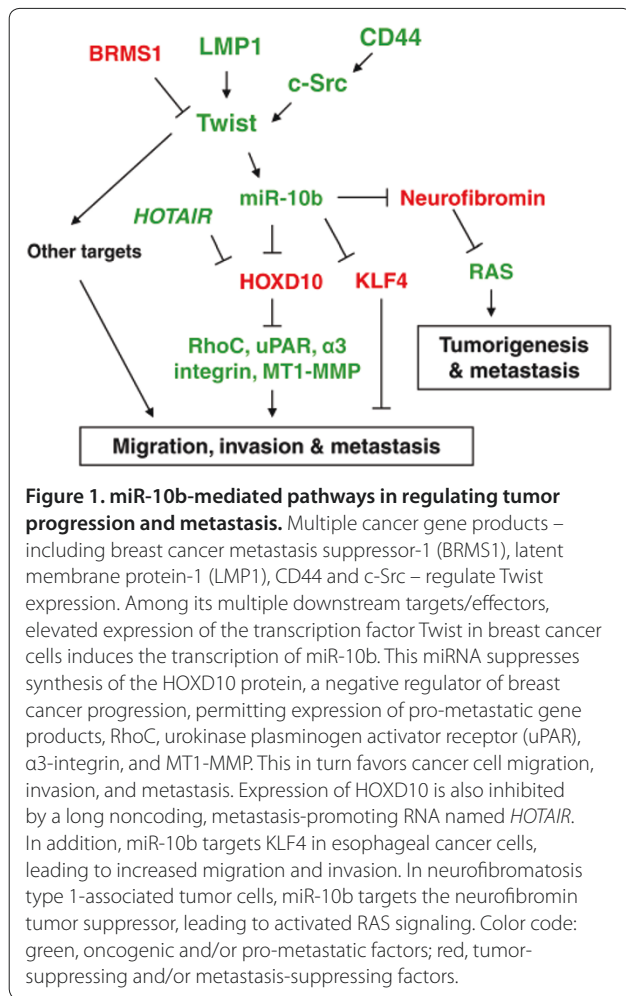 BRMS1
LMP1
CD44
c-Src
Twist
miR-10b
Neurofibromin
HOTAIR
Other targets
HOXD10
KLF4
RAS
RhoC, uPAR, α3
integrin, MT1-MMP
Tumorigenesis
& metastasis
Migration, invasion & metastasis
Figure 1. miR-10b-mediated pathways in regulating tumor
progression and metastasis. Multiple cancer gene products –
including breast cancer metastasis suppressor-1 (BRMS1), latent
membrane protein-1 (LMP1), CD44 and c-Src – regulate Twist
expression. Among its multiple downstream targets/effectors,
elevated expression of the transcription factor Twist in breast cancer
cells induces the transcription of miR-10b. This miRNA suppresses
synthesis of the HOXD10 protein, a negative regulator of breast
cancer progression, permitting expression of pro-metastatic gene
products, RhoC, urokinase plasminogen activator receptor (uPAR),
α3-integrin, and MT1-MMP. This in turn favors cancer cell migration,
invasion, and metastasis. Expression of HOXD10 is also inhibited
by a long noncoding, metastasis-promoting RNA named HOTAIR.
In addition, miR-10b targets KLF4 in esophageal cancer cells,
leading to increased migration and invasion. In neurofibromatosis
type 1-associated tumor cells, miR-10b targets the neurofibromin
tumor suppressor, leading to activated RAS signaling. Color code:
green, oncogenic and/or pro-metastatic factors; red, tumor-
suppressing and/or metastasis-suppressing factors.